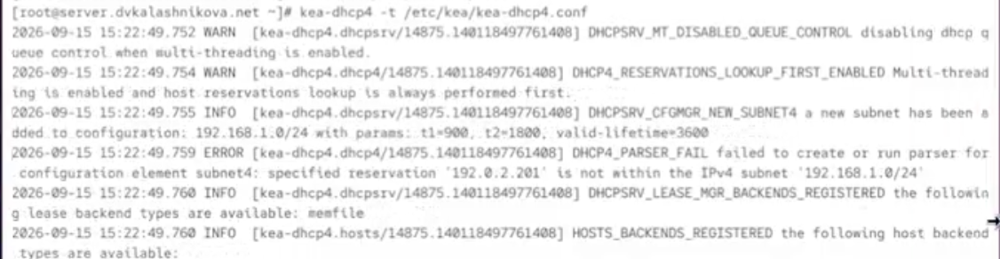 [root@server.dvkalashnikova.net ~]# kea-dhcp4 -t /etc/kea/kea-dhcp4.conf
2026-09-15 15:22:49.752 WARN  [kea-dhcp4.dhcpsrv/14875.140118497761408] DHCPSRV_MT_DISABLED_QUEUE_CONTROL disabling dhcp q
ueue control when multi-threading is enabled.
2026-09-15 15:22:49.754 WARN  [kea-dhcp4.dhcp4/14875.140118497761408] DHCP4_RESERVATIONS_LOOKUP_FIRST_ENABLED Multi-thread
ing is enabled and host reservations lookup is always performed first.
2026-09-15 15:22:49.755 INFO  [kea-dhcp4.dhcpsrv/14875.140118497761408] DHCPSRV_CFGMGR_NEW_SUBNET4 a new subnet has been a
dded to configuration: 192.168.1.0/24 with params: t1=900, t2=1800, valid-lifetime=3600
2026-09-15 15:22:49.759 ERROR [kea-dhcp4.dhcp4/14875.140118497761408] DHCP4_PARSER_FAIL failed to create or run parser for
 configuration element subnet4: specified reservation '192.0.2.201' is not within the IPv4 subnet '192.168.1.0/24'
2026-09-15 15:22:49.760 INFO  [kea-dhcp4.dhcpsrv/14875.140118497761408] DHCPSRV_LEASE_MGR_BACKENDS_REGISTERED the followin
g lease backend types are available: memfile
2026-09-15 15:22:49.760 INFO  [kea-dhcp4.hosts/14875.140118497761408] HOSTS_BACKENDS_REGISTERED the following host backend
 types are available: